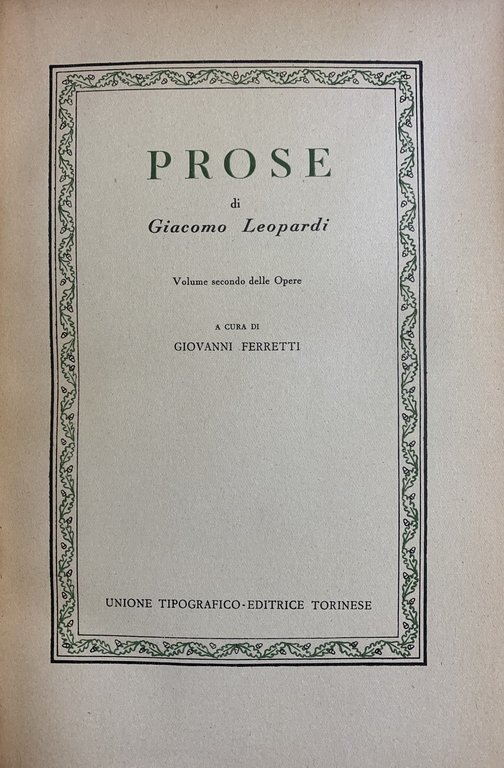 PROSE
di
Giacomo Leopardi
Volume secondo delle Opere
A CURA DI
GIOVANNI FERRETTI
UNIONE TIPOGRAFICO-EDITRICE TORINESE